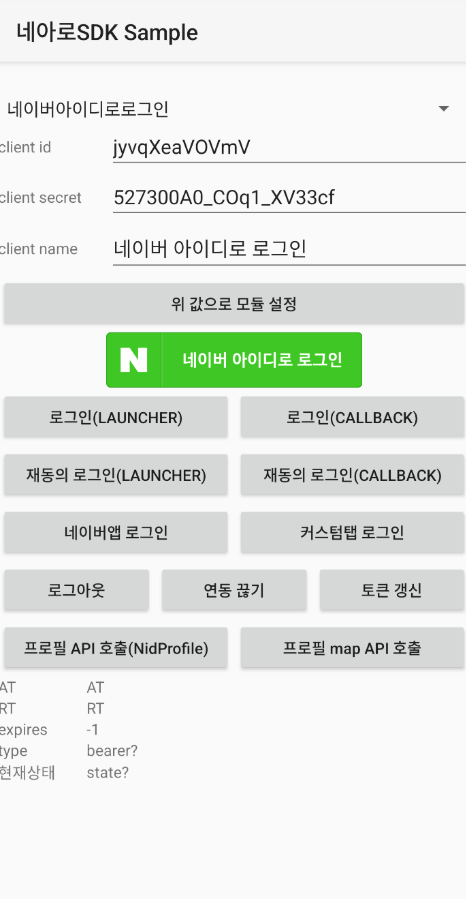 네아로SDK Sample
네이버아이디로로그인
client id jyvqXeaVOVmV
client secret 527300A0_COq1_XV33cf
client name 네이버 아이디로 로그인
위 값으로 모듈 설정
N 네이버 아이디로 로그인
로그인(LAUNCHER) 로그인(CALLBACK)
재동의 로그인(LAUNCHER) 재동의 로그인(CALLBACK)
네이버앱 로그인 커스텀탭 로그인
로그아웃 연동 끊기 토큰 갱신
프로필 API 호출(NidProfile) 프로필 map API 호출
AT AT
RT RT
expires -1
type bearer?
현재상태 state?